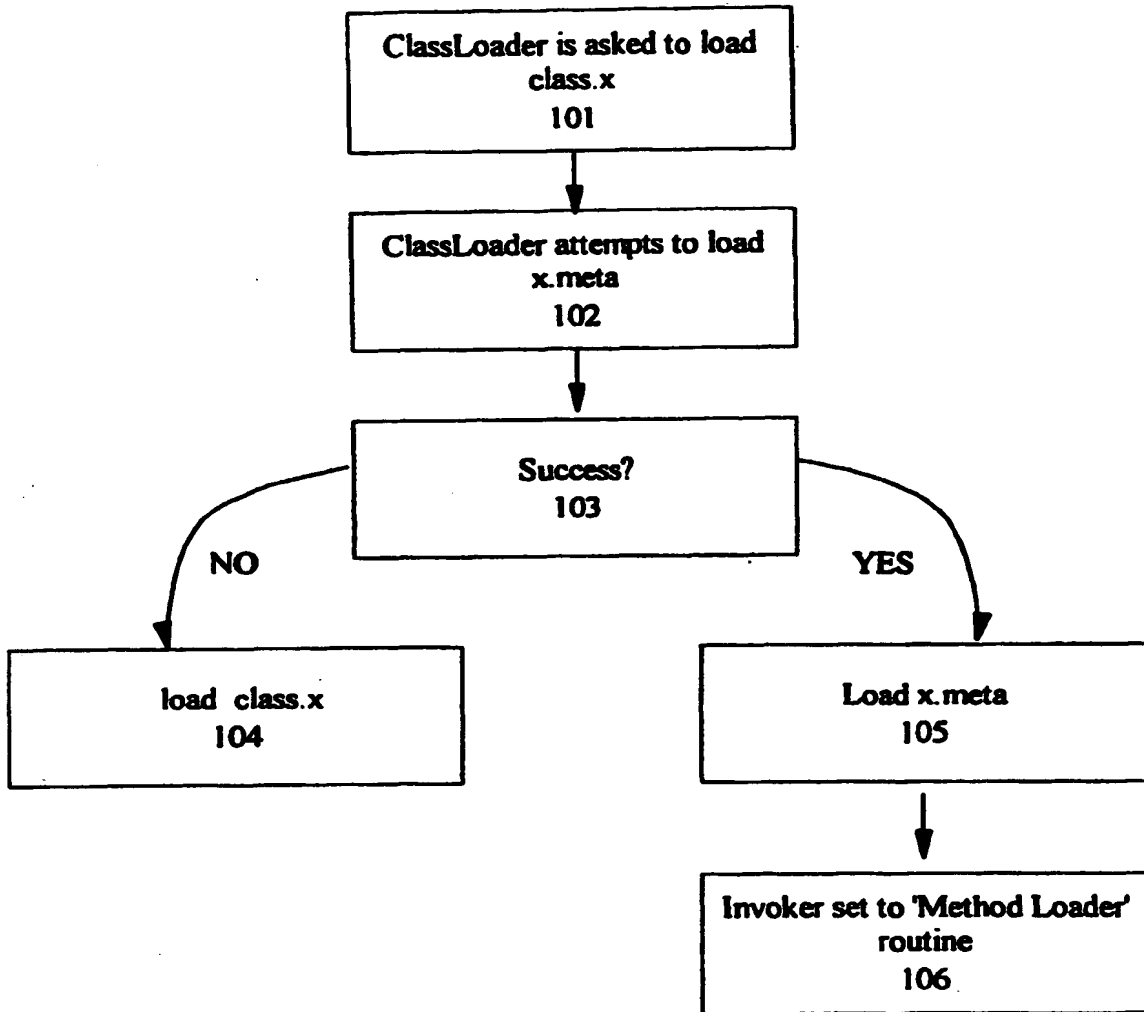 ClassLoader is asked to load
class.x
101
ClassLoader attempts to load
x.meta
102
Success?
103
NO
YES
load class.x
104
Load x.meta
105
Invoker set to 'Method Loader'
routine
106